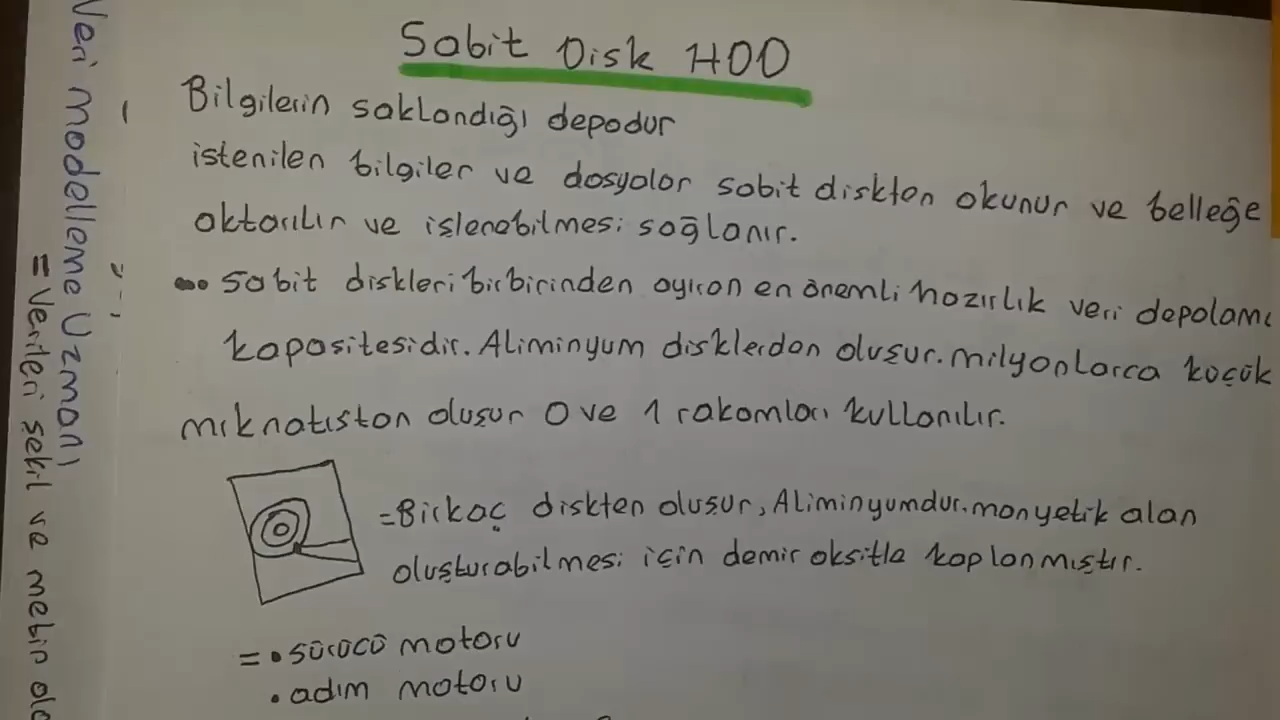 Sabit Disk HDD
Bilgilerin saklandığı depodur
istenilen bilgiler ve dosyalar sabit diskten okunur ve belleğe
aktarılır ve işlenebilmesi sağlanır.
Sabit diskleri birbirinden ayıran en önemli hazırlık veri depolama
kapasitesidir. Aliminyum disklerden oluşur. milyonlarca küçük
mıknatıstan oluşur 0 ve 1 rakamları kullanılır.
= Birkaç diskten oluşur, Aliminyumdur. manyetik alan
oluşturabilmesi için demir oksitle kaplanmıştır.
= • sürücü motoru
• adım motoru
Veri modelleme Uzmanı
= Verileri şekil ve metin ola